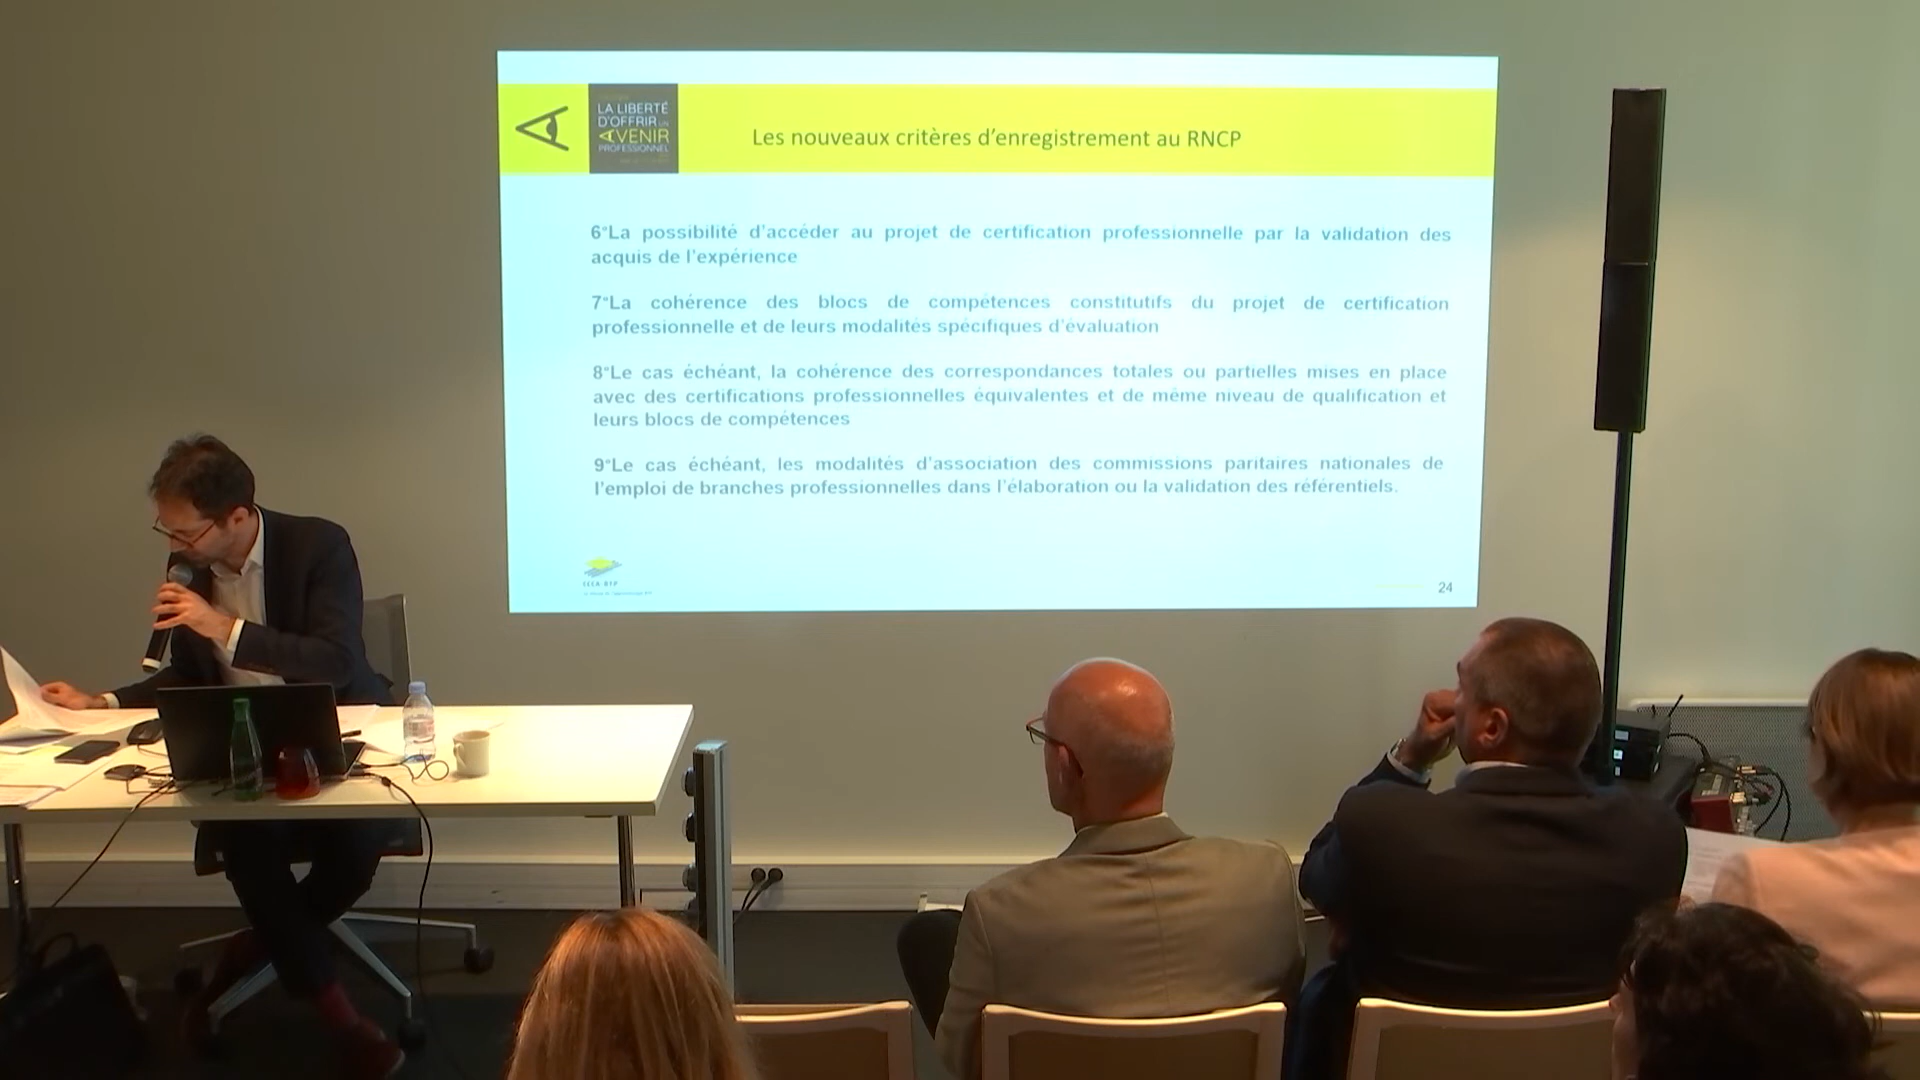 LA LIBERTÉ
D'OFFRIR UN
AVENIR
PROFESSIONNEL
Les nouveaux critères d'enregistrement au RNCP
6°La possibilité d'accéder au projet de certification professionnelle par la validation des
acquis de l'expérience
7°La cohérence des blocs de compétences constitutifs du projet de certification
professionnelle et de leurs modalités spécifiques d'évaluation
8°Le cas échéant, la cohérence des correspondances totales ou partielles mises en place
avec des certifications professionnelles équivalentes et de même niveau de qualification et
leurs blocs de compétences
9°Le cas échéant, les modalités d'association des commissions paritaires nationales de
l'emploi de branches professionnelles dans l'élaboration ou la validation des référentiels.
CCCA-BTP
24